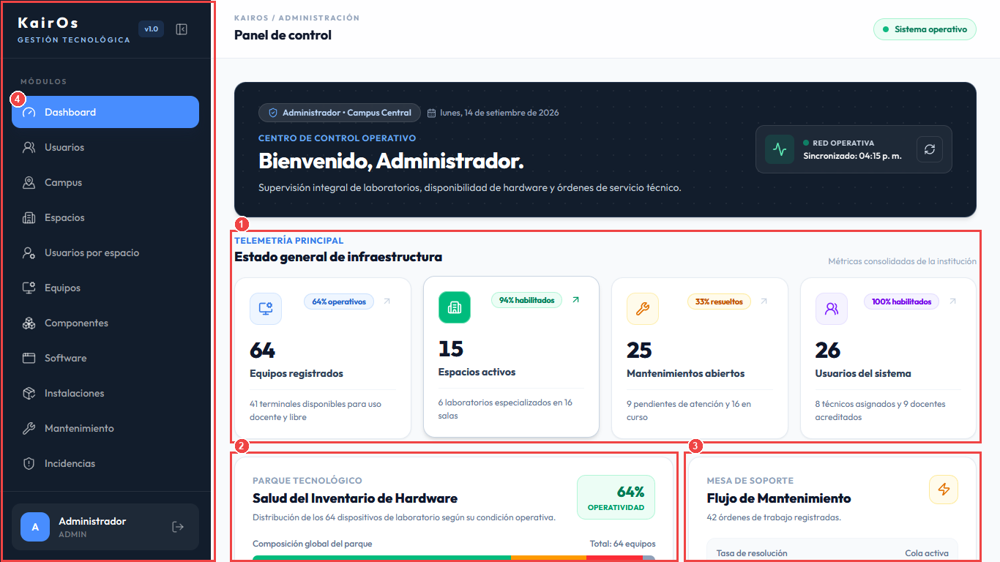 KairOs
GESTIÓN TECNOLÓGICA
v1.0
MÓDULOS
4
Dashboard
Usuarios
Campus
Espacios
Usuarios por espacio
Equipos
Componentes
Software
Instalaciones
Mantenimiento
Incidencias
A
Administrador
ADMIN
KAIROS / ADMINISTRACIÓN
Panel de control
Sistema operativo
Administrador • Campus Central
lunes, 14 de setiembre de 2026
CENTRO DE CONTROL OPERATIVO
Bienvenido, Administrador.
Supervisión integral de laboratorios, disponibilidad de hardware y órdenes de servicio técnico.
RED OPERATIVA
Sincronizado: 04:15 p. m.
1
TELEMETRÍA PRINCIPAL
Estado general de infraestructura
Métricas consolidadas de la institución
64% operativos
64
Equipos registrados
41 terminales disponibles para uso
docente y libre
94% habilitados
15
Espacios activos
6 laboratorios especializados en 16
salas
33% resueltos
25
Mantenimientos abiertos
9 pendientes de atención y 16 en
curso
100% habilitados
26
Usuarios del sistema
8 técnicos asignados y 9 docentes
acreditados
2
PARQUE TECNOLÓGICO
Salud del Inventario de Hardware
Distribución de los 64 dispositivos de laboratorio según su condición operativa.
64%
OPERATIVIDAD
Composición global del parque
Total: 64 equipos
3
MESA DE SOPORTE
Flujo de Mantenimiento
42 órdenes de trabajo registradas.
Tasa de resolución
Cola activa